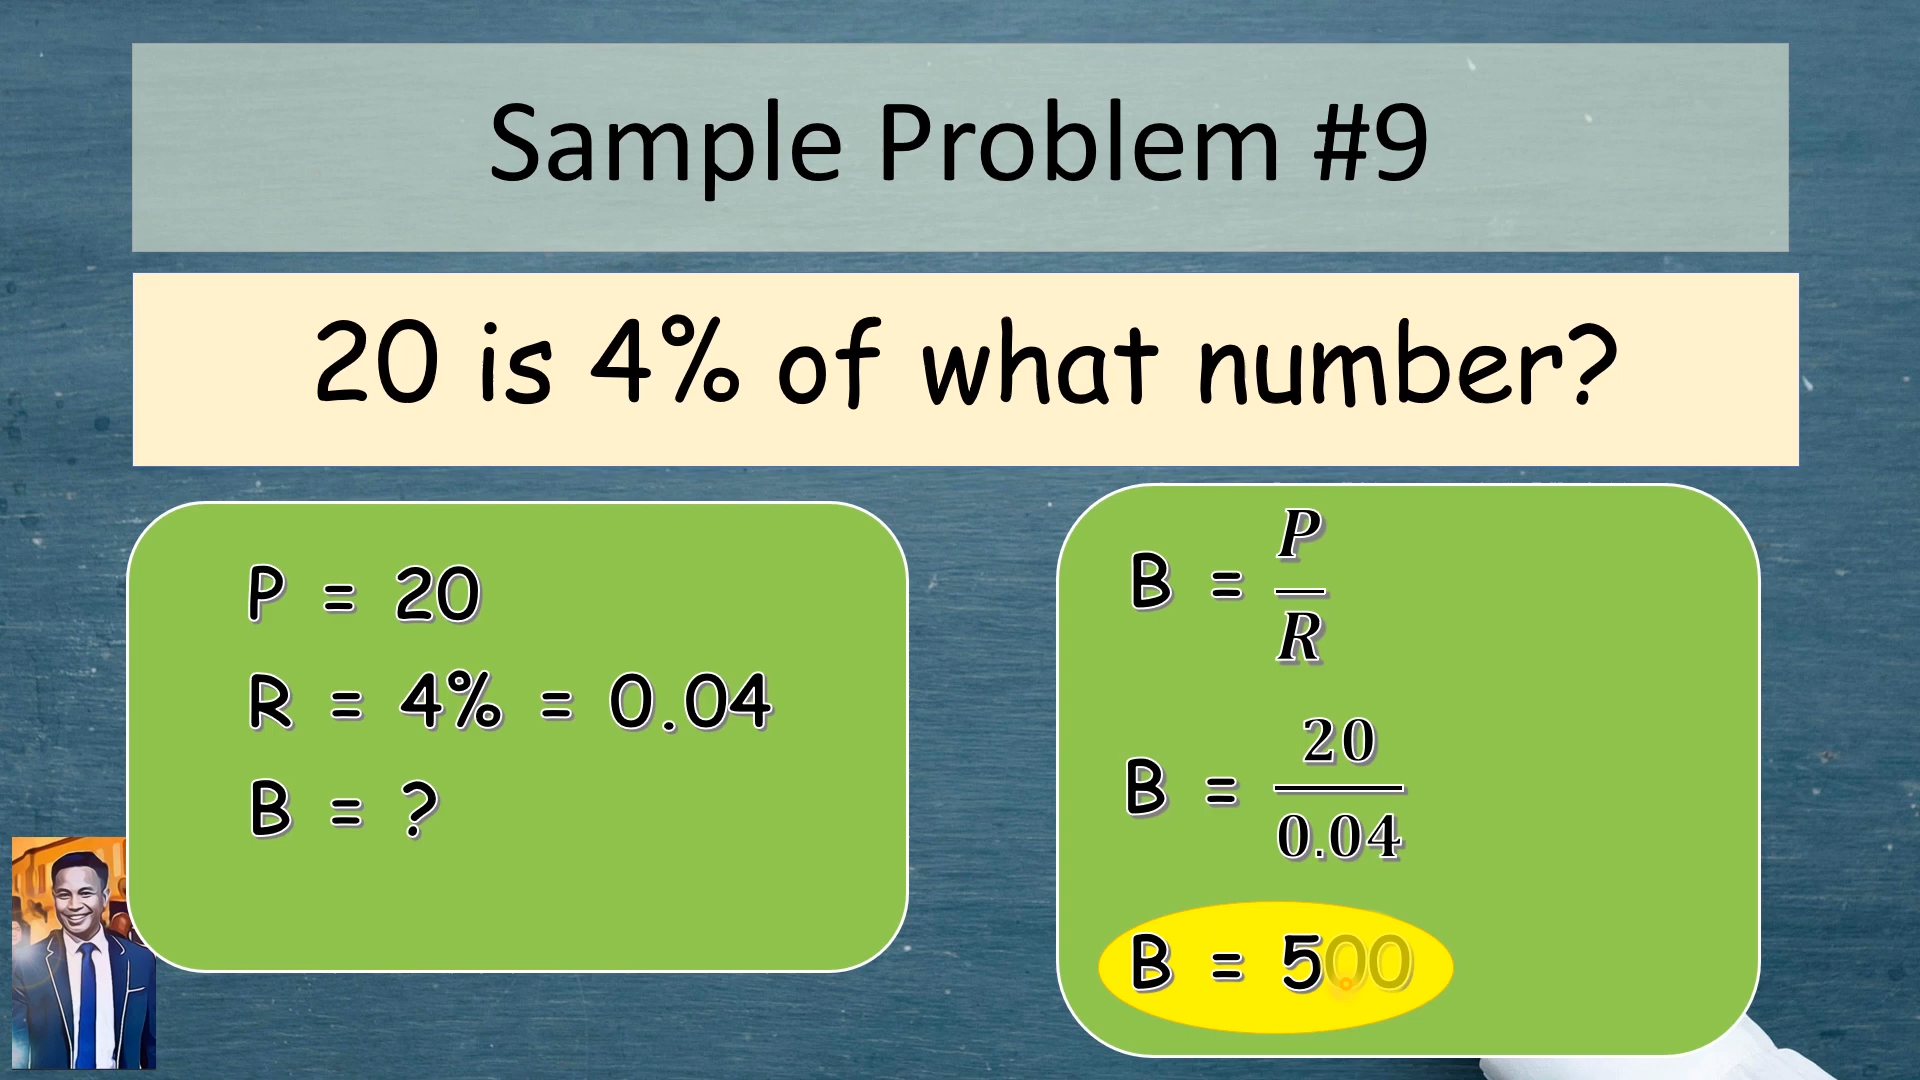 Sample Problem #9
20 is 4% of what number?
P = 20
R = 4% = 0.04
B = ?
B = P/R
B = 20/0.04
B = 500